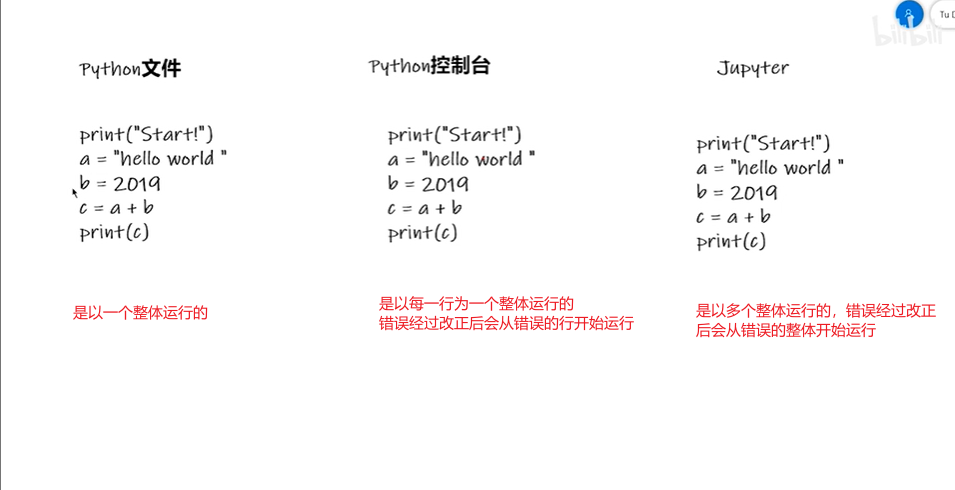 Tu D
bilibili
Python文件
print("Start!")
a = "hello world "
b = 2019
c = a + b
print(c)
是以一个整体运行的
Python控制台
print("Start!")
a = "hello world "
b = 2019
c = a + b
print(c)
是以每一行为一个整体运行的
错误经过改正后会从错误的行开始运行
Jupyter
print("Start!")
a = "hello world "
b = 2019
c = a + b
print(c)
是以多个整体运行的，错误经过改正
后会从错误的整体开始运行